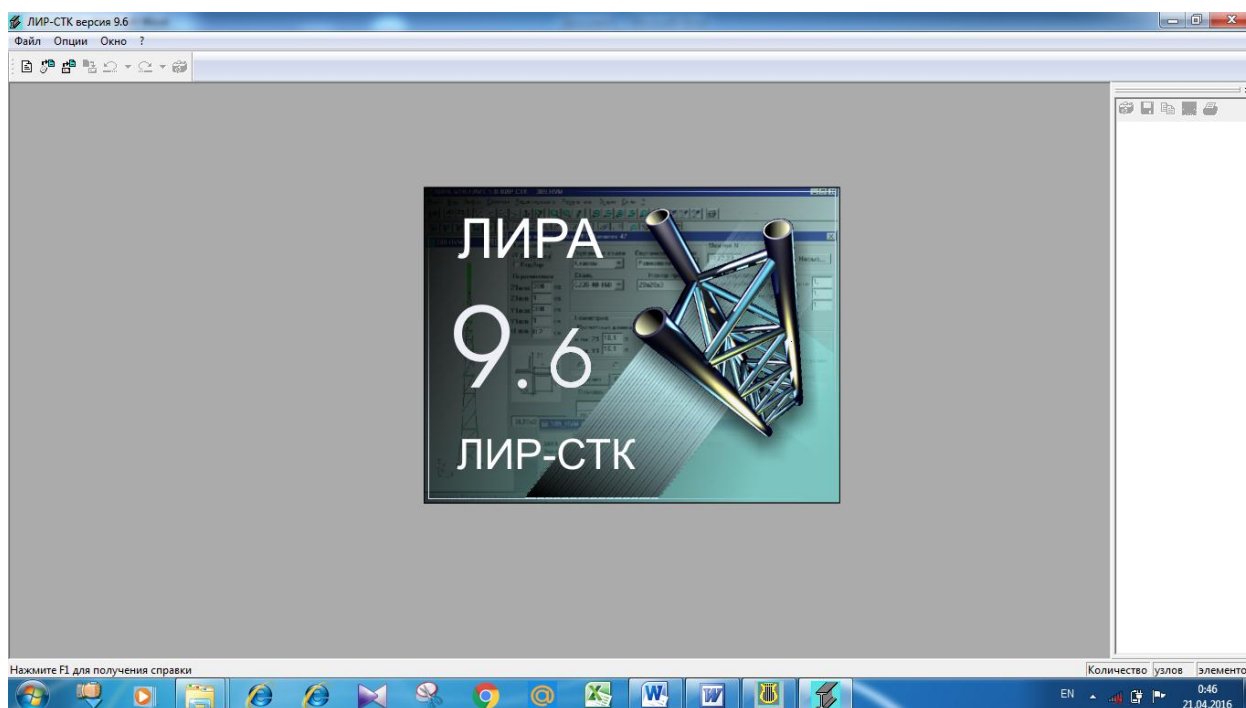 ЛИР-СТК версия 9.6
Файл Опции Окно ?
ЛИРА
9.6
ЛИР-СТК
Нажмите F1 для получения справки
Количество узлов элементо
EN
0:46
21.04.2016